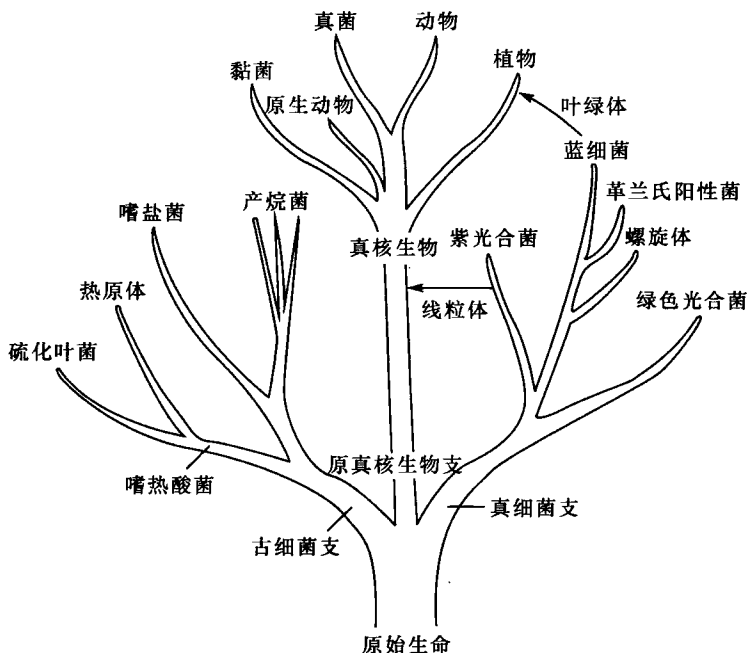 真菌
动物
植物
黏菌
原生动物
叶绿体
蓝细菌
革兰氏阳性菌
产烷菌
嗜盐菌
真核生物
紫光合菌
螺旋体
热原体
线粒体
绿色光合菌
硫化叶菌
原真核生物支
嗜热酸菌
真细菌支
古细菌支
原始生命